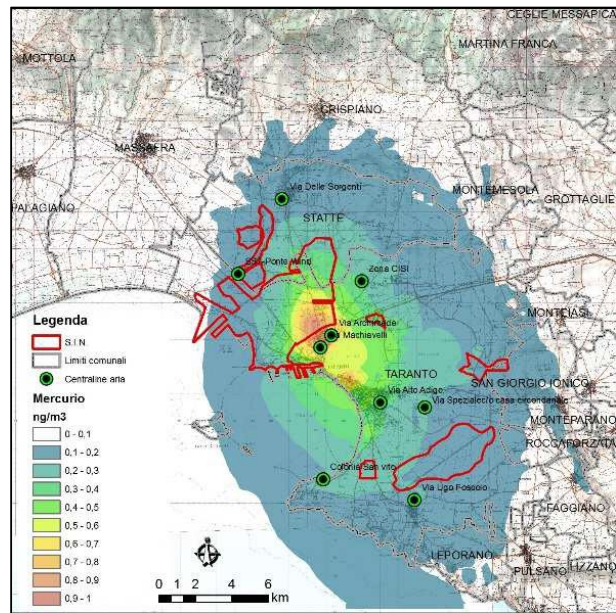 CEGLIE MESSAPICA
MARTINA FRANCA
MOTTOLA
CRISPIANO
MASSAFRA
MONTEMESOLA
GROTTAGLIE
PALAGIANO
Via Delle Sorgenti
STATTE
Zona CISI
MONTEIASI
Legenda
S.I.N.
Limiti comunali
Centraline aria
Mercurio
ng/m3
0 - 0,1
0,1 - 0,2
0,2 - 0,3
0,3 - 0,4
0,4 - 0,5
0,5 - 0,6
0,6 - 0,7
0,7 - 0,8
0,8 - 0,9
0,9 - 1
Via Archimede
Machiavelli
TARANTO
SAN GIORGIO IONICO
Via Alto Adige
MONTEPARANO
ROCCAFORZATA
Colonia San vito
Via Ugo Foscolo
FAGGIANO
LEPORANO
PULSANO
LIZZANO
0 1 2 4 6
km